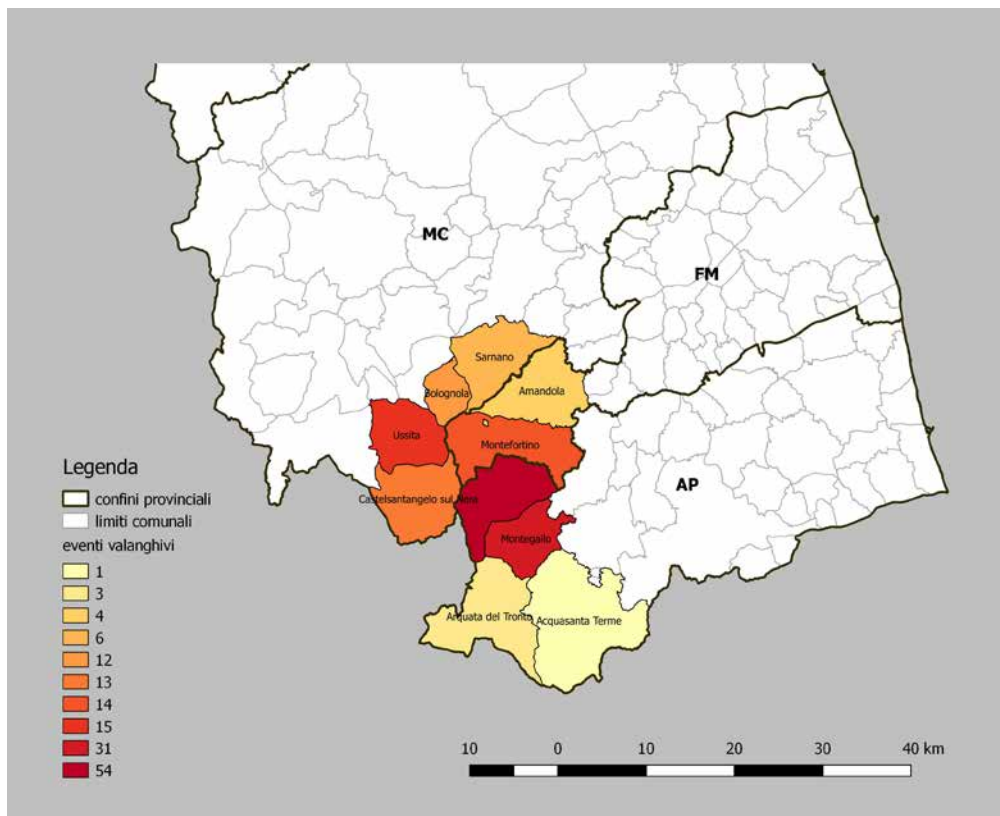 MC
FM
Sarnano
Bolognola
Amandola
Ussita
Montefortino
Castelsantangelo sul Nera
AP
Montegallo
Arquata del Tronto
Acquasanta Terme
Legenda
confini provinciali
limiti comunali
eventi valanghivi
1
3
4
6
12
13
14
15
31
54
10 0 10 20 30 40 km